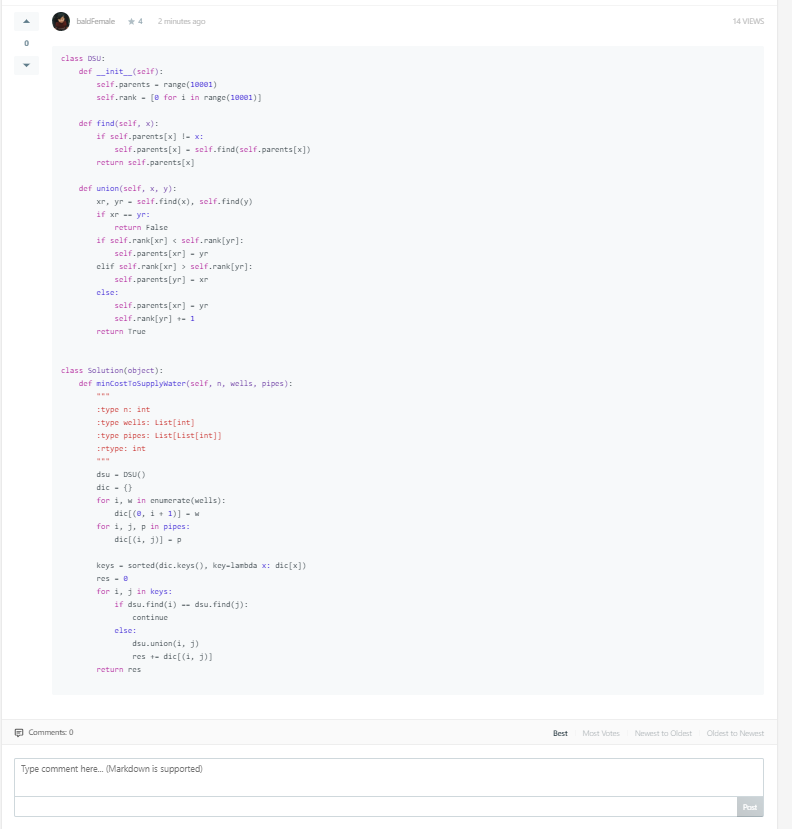 baldFemale ★ 4 2 minutes ago 14 VIEWS
0
class DSU:
    def __init__(self):
        self.parents = range(10001)
        self.rank = [0 for i in range(10001)]

    def find(self, x):
        if self.parents[x] != x:
            self.parents[x] = self.find(self.parents[x])
        return self.parents[x]

    def union(self, x, y):
        xr, yr = self.find(x), self.find(y)
        if xr == yr:
            return False
        if self.rank[xr] < self.rank[yr]:
            self.parents[xr] = yr
        elif self.rank[xr] > self.rank[yr]:
            self.parents[yr] = xr
        else:
            self.parents[xr] = yr
            self.rank[yr] += 1
        return True

class Solution(object):
    def minCostToSupplyWater(self, n, wells, pipes):
        """
        :type n: int
        :type wells: List[int]
        :type pipes: List[List[int]]
        :rtype: int
        """
        dsu = DSU()
        dic = {}
        for i, w in enumerate(wells):
            dic[(0, i + 1)] = w
        for i, j, p in pipes:
            dic[(i, j)] = p

        keys = sorted(dic.keys(), key=lambda x: dic[x])
        res = 0
        for i, j in keys:
            if dsu.find(i) == dsu.find(j):
                continue
            else:
                dsu.union(i, j)
                res += dic[(i, j)]
        return res
Comments: 0 Best Most Votes Newest to Oldest Oldest to Newest
Type comment here... (Markdown is supported)
Post